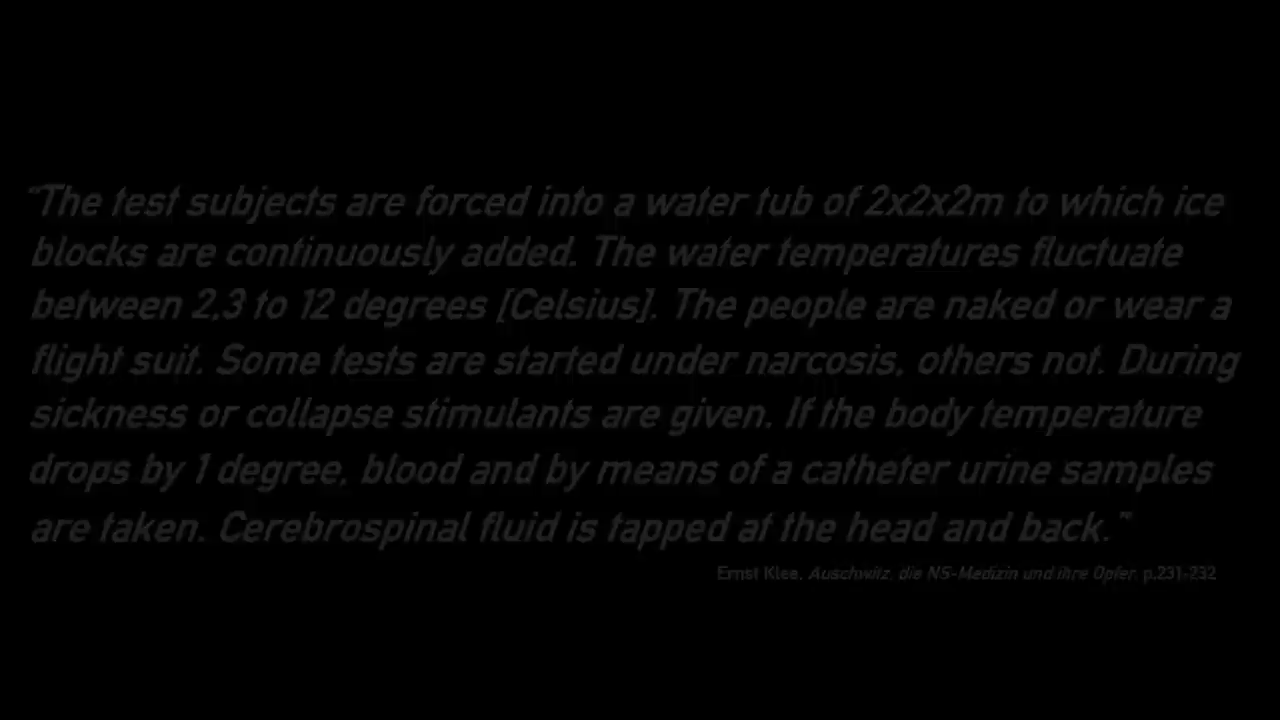 "The test subjects are forced into a water tub of 2x2x2m to which ice
blocks are continuously added. The water temperatures fluctuate
between 2,3 to 12 degrees [Celsius]. The people are naked or wear a
flight suit. Some tests are started under narcosis, others not. During
sickness or collapse stimulants are given. If the body temperature
drops by 1 degree, blood and by means of a catheter urine samples
are taken. Cerebrospinal fluid is tapped at the head and back."
Ernst Klee, Auschwitz, die NS-Medizin und ihre Opfer, p.231-232